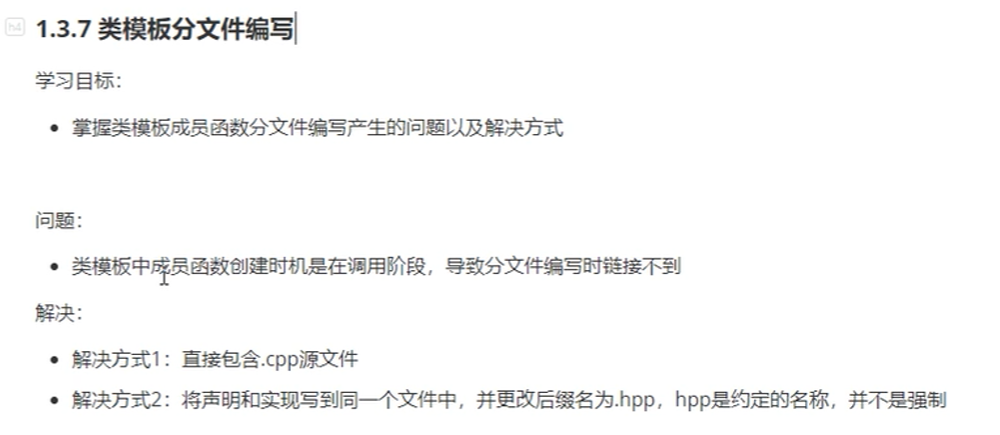 h4
1.3.7 类模板分文件编写
学习目标：
• 掌握类模板成员函数分文件编写产生的问题以及解决方式
问题：
• 类模板中成员函数创建时机是在调用阶段，导致分文件编写时链接不到
解决：
• 解决方式1：直接包含.cpp源文件
• 解决方式2：将声明和实现写到同一个文件中，并更改后缀名为.hpp，hpp是约定的名称，并不是强制